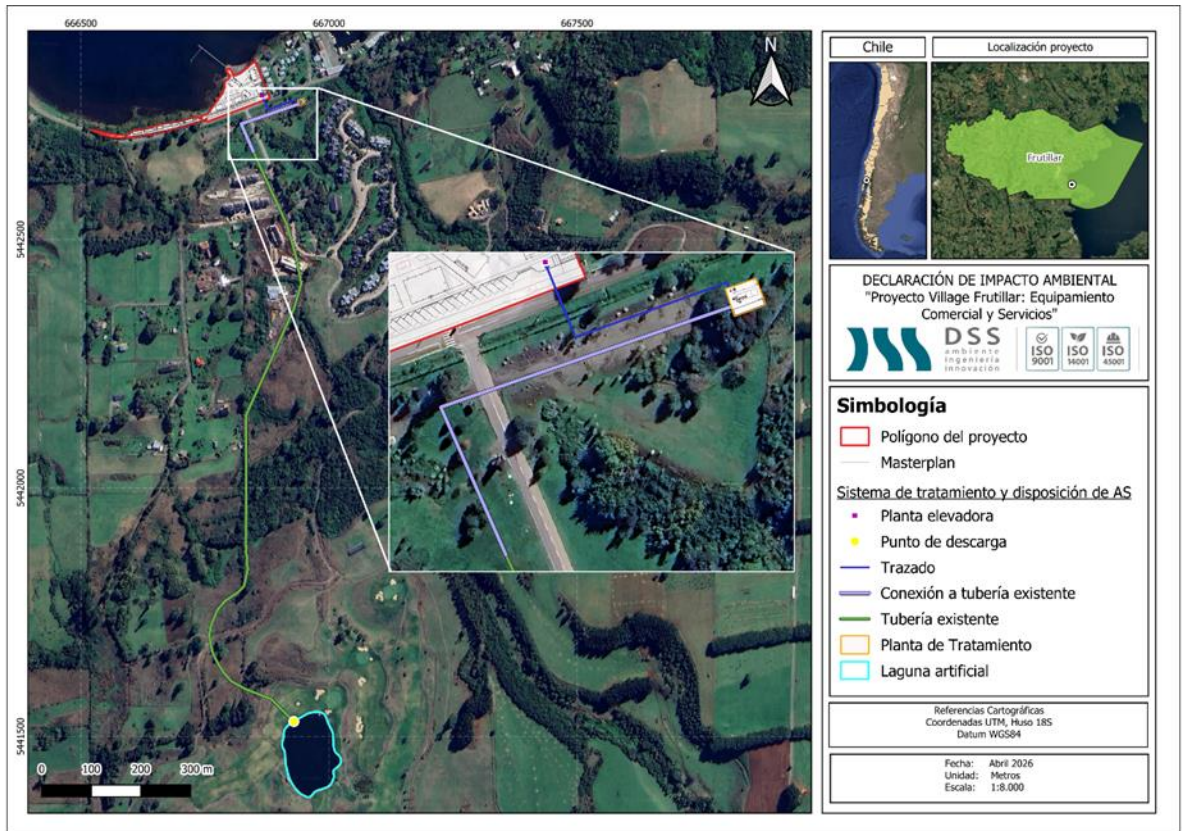 666500 667000 667500
5442500
5442000
5441500
N
0 100 200 300 m
Chile
Localización proyecto
Frutillar
DECLARACIÓN DE IMPACTO AMBIENTAL
"Proyecto Village Frutillar: Equipamiento
Comercial y Servicios"
DSS
ambiente
ingeniería
innovación
ISO
9001
ISO
14001
ISO
45001
Simbología
Polígono del proyecto
Masterplan
Sistema de tratamiento y disposición de AS
Planta elevadora
Punto de descarga
Trazado
Conexión a tubería existente
Tubería existente
Planta de Tratamiento
Laguna artificial
Referencias Cartográficas
Coordenadas UTM, Huso 18S
Datum WGS84
Fecha: Abril 2026
Unidad: Metros
Escala: 1:8.000